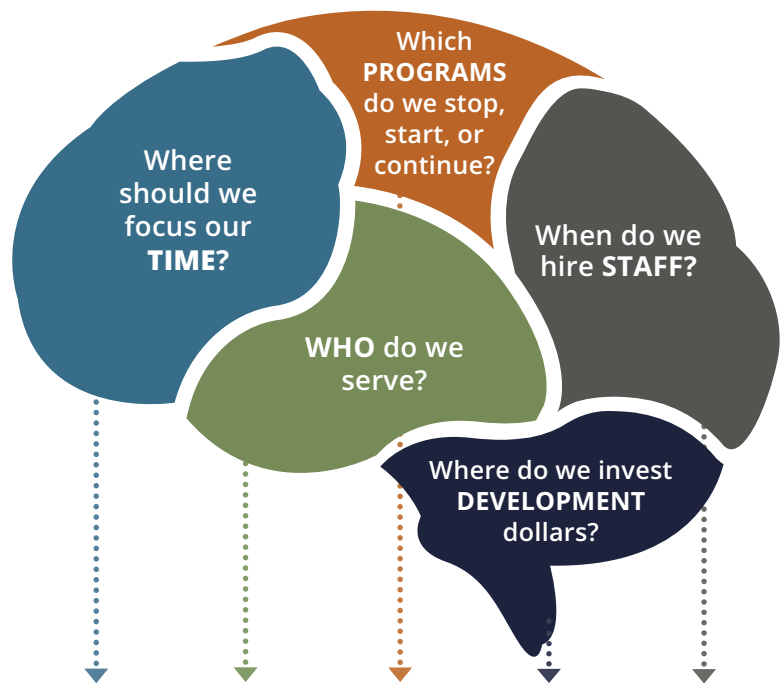 Which
PROGRAMS
do we stop,
start, or
continue?
Where
should we
focus our
TIME?
When do we
hire STAFF?
WHO do we
serve?
Where do we invest
DEVELOPMENT
dollars?